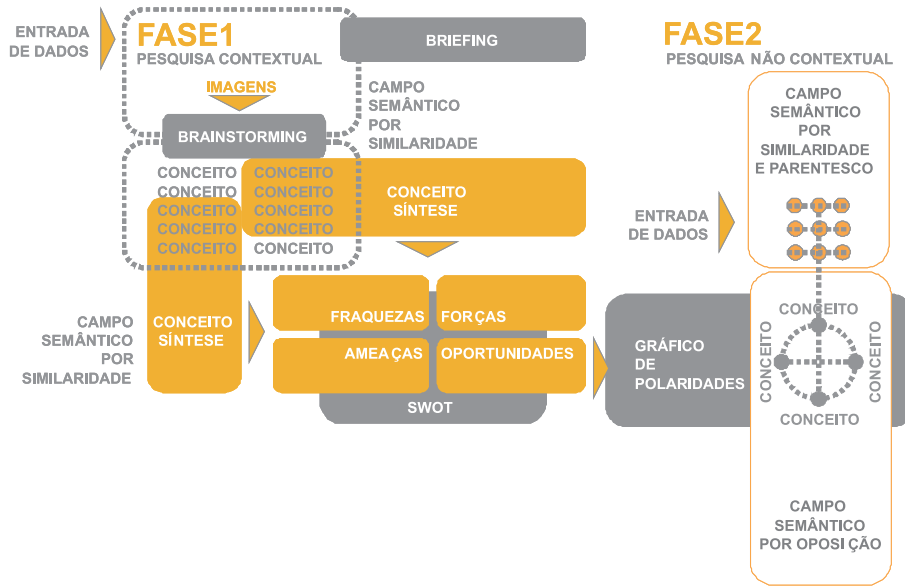 ENTRADA
DE DADOS
FASE1
PESQUISA CONTEXTUAL
BRIEFING
IMAGENS
CAMPO
SEMÂNTICO
POR
SIMILARIDADE
BRAINSTORMING
CONCEITO CONCEITO
CONCEITO CONCEITO
CONCEITO CONCEITO
CONCEITO CONCEITO
CONCEITO CONCEITO
CONCEITO
SÍNTESE
CAMPO
SEMÂNTICO
POR
SIMILARIDADE
CONCEITO
SÍNTESE
FRAQUEZAS
FORÇAS
AMEAÇAS
OPORTUNIDADES
SWOT
FASE2
PESQUISA NÃO CONTEXTUAL
CAMPO
SEMÂNTICO
POR
SIMILARIDADE
E PARENTESCO
ENTRADA
DE DADOS
GRÁFICO
DE
POLARIDADES
CONCEITO
CONCEITO
CONCEITO
CONCEITO
CAMPO
SEMÂNTICO
POR OPOSIÇÃO